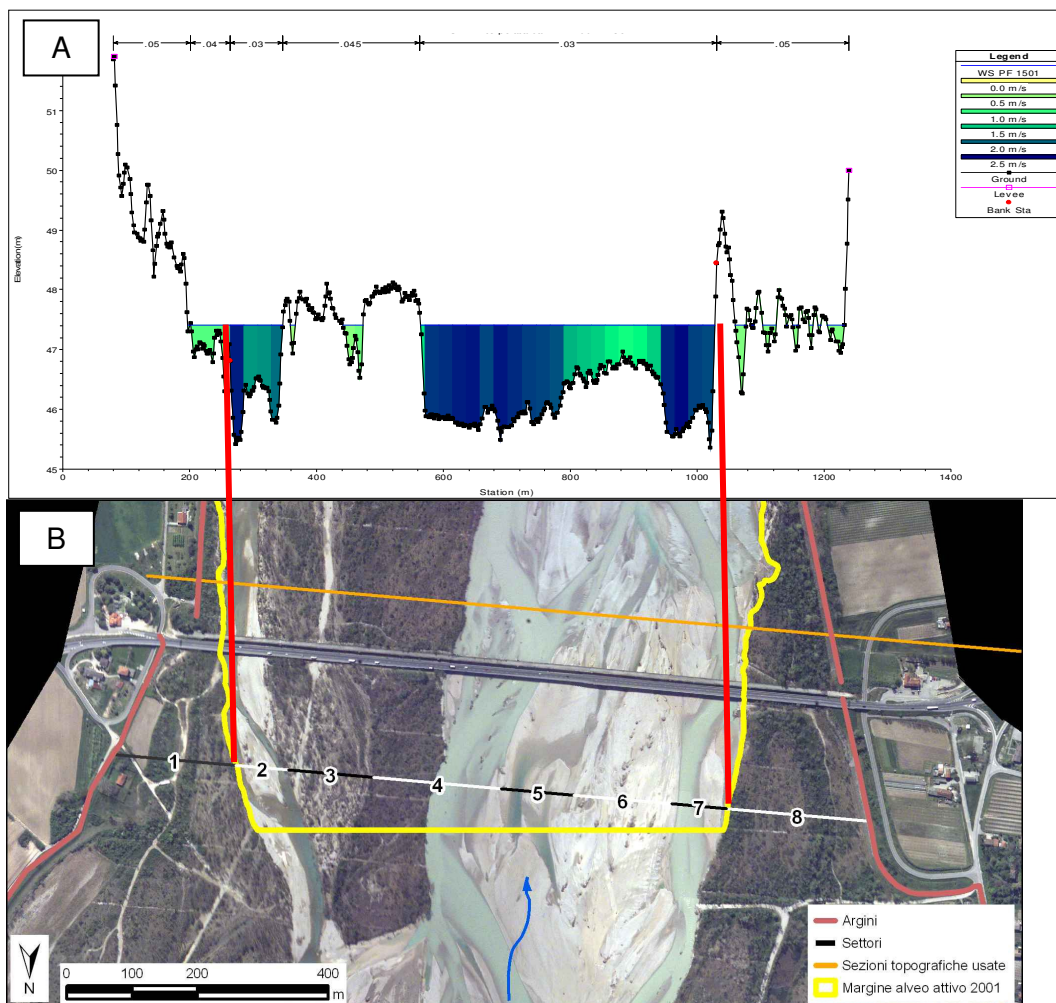 A
.05 .04 .03 .045 .03 .05
Legend
WS PF 1501
0.0 m/s
0.5 m/s
1.0 m/s
1.5 m/s
2.0 m/s
2.5 m/s
Ground
Levee
Bank Sta
51
50
49
48
47
46
45
Elevation(m)
0 200 400 600 800 1000 1200 1400
Station (m)
B
1 2 3 4 5 6 7 8
Argini
Settori
Sezioni topografiche usate
Margine alveo attivo 2001
N
0 100 200 400
m